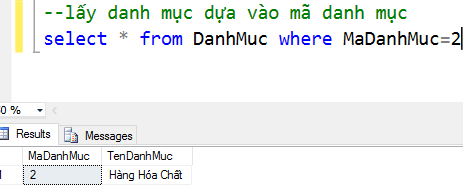 --lấy danh mục dựa vào mã danh mục
select * from DanhMuc where MaDanhMuc=2
0 %
Results Messages
MaDanhMuc TenDanhMuc
2 Hàng Hóa Chất